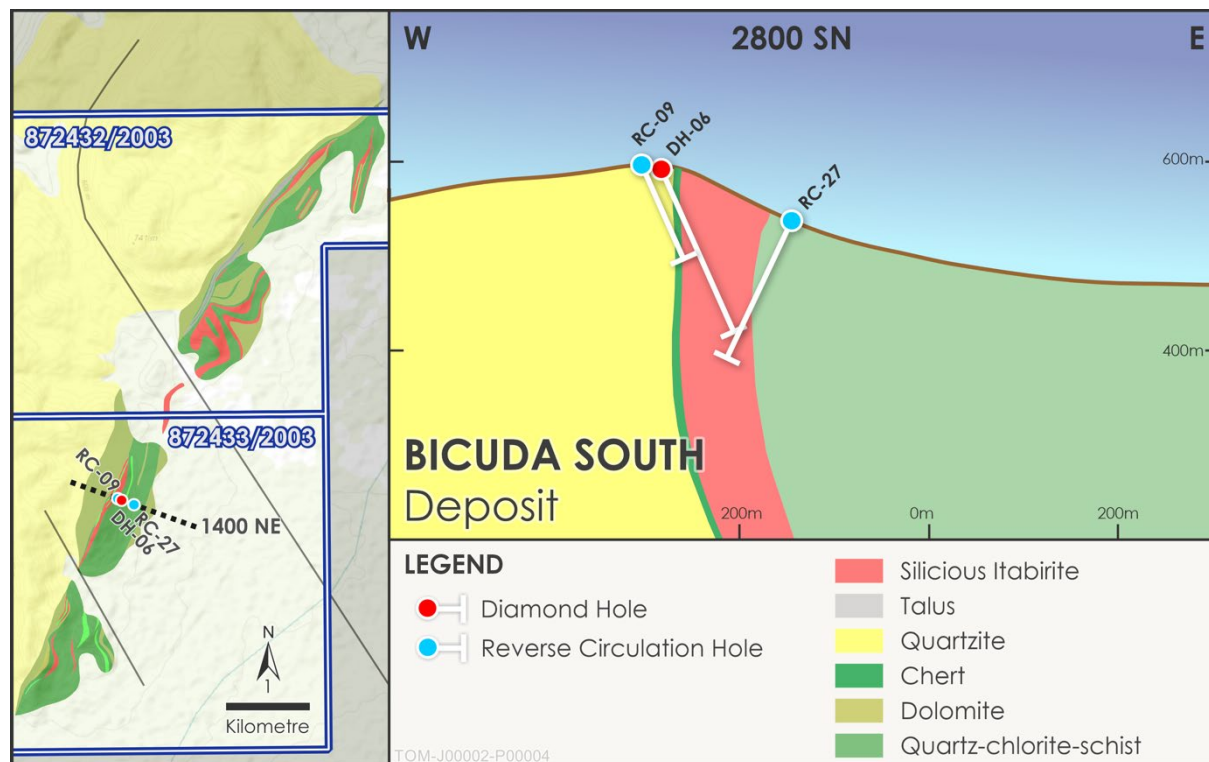 872432/2003
872433/2003
RC-09
DH-06
RC-27
1400 NE
N
1
Kilometre
W
2800 SN
E
RC-09
DH-06
RC-27
600m
400m
BICUDA SOUTH
Deposit
200m
0m
200m
LEGEND
Diamond Hole
Reverse Circulation Hole
Silicious Itabirite
Talus
Quartzite
Chert
Dolomite
Quartz-chlorite-schist
TOM-J00002-P00004